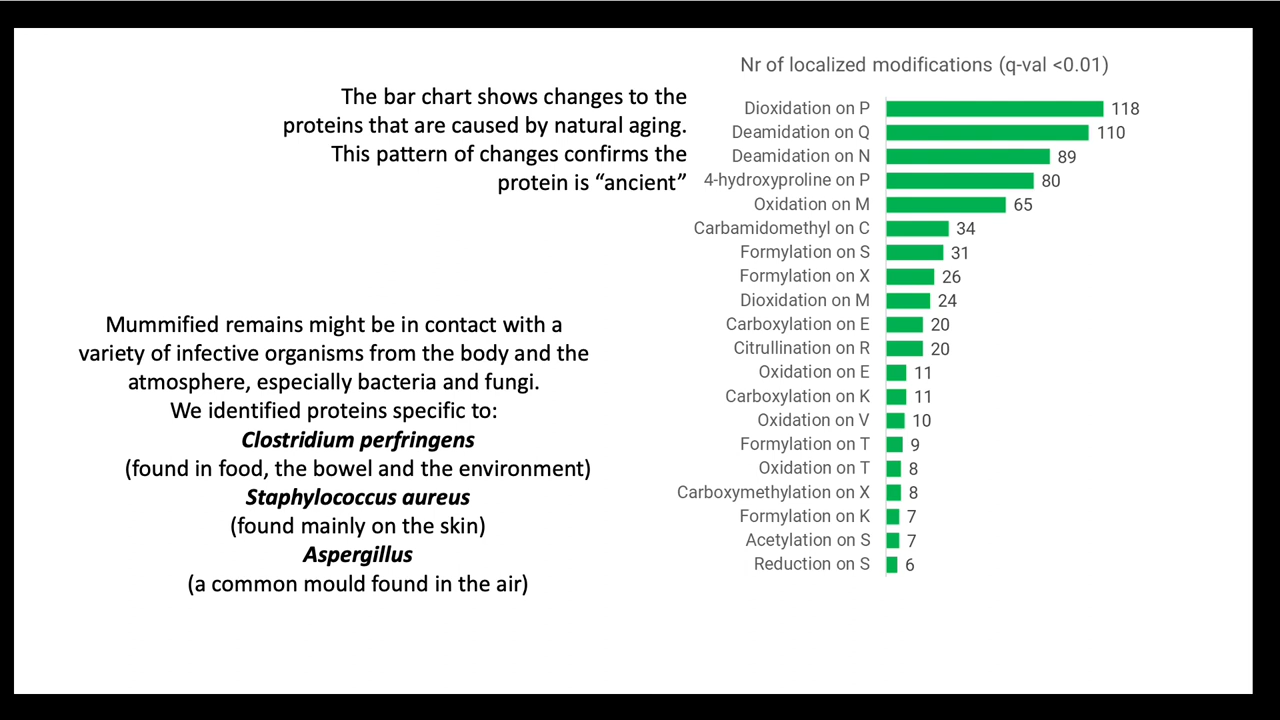 The bar chart shows changes to the
proteins that are caused by natural aging.
This pattern of changes confirms the
protein is “ancient”
Mummified remains might be in contact with a
variety of infective organisms from the body and the
atmosphere, especially bacteria and fungi.
We identified proteins specific to:
Clostridium perfringens
(found in food, the bowel and the environment)
Staphylococcus aureus
(found mainly on the skin)
Aspergillus
(a common mould found in the air)
Nr of localized modifications (q-val <0.01)
Dioxidation on P 118
Deamidation on Q 110
Deamidation on N 89
4-hydroxyproline on P 80
Oxidation on M 65
Carbamidomethyl on C 34
Formylation on S 31
Formylation on X 26
Dioxidation on M 24
Carboxylation on E 20
Citrullination on R 20
Oxidation on E 11
Carboxylation on K 11
Oxidation on V 10
Formylation on T 9
Oxidation on T 8
Carboxymethylation on X 8
Formylation on K 7
Acetylation on S 7
Reduction on S 6